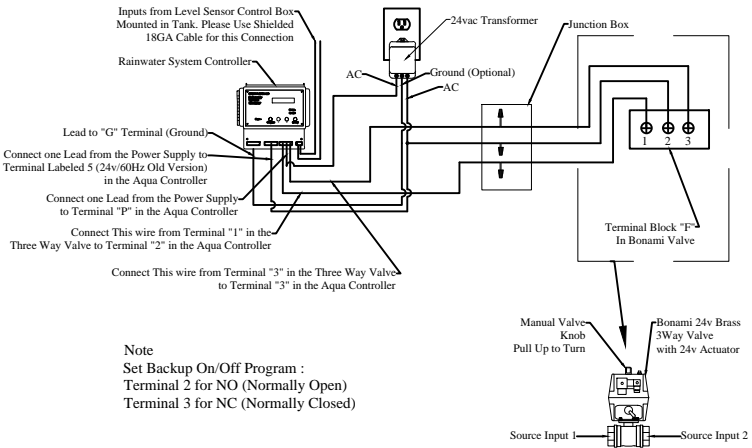 Inputs from Level Sensor Control Box
Mounted in Tank. Please Use Shielded
18GA Cable for this Connection
Rainwater System Controller
24vac Transformer
Junction Box
AC
Ground (Optional)
AC
Lead to "G" Terminal (Ground)
Connect one Lead from the Power Supply to
Terminal Labeled 5 (24v/60Hz Old Version)
in the Aqua Controller
Connect one Lead from the Power Supply
to Terminal "P" in the Aqua Controller
Connect This wire from Terminal "1" in the
Three Way Valve to Terminal "2" in the Aqua Controller
Connect This wire from Terminal "3" in the Three Way Valve
to Terminal "3" in the Aqua Controller
1 2 3
Terminal Block "F"
In Bonami Valve
Note
Set Backup On/Off Program :
Terminal 2 for NO (Normally Open)
Terminal 3 for NC (Normally Closed)
Manual Valve
Knob
Pull Up to Turn
Bonami 24v Brass
3Way Valve
with 24v Actuator
Source Input 1
Source Input 2